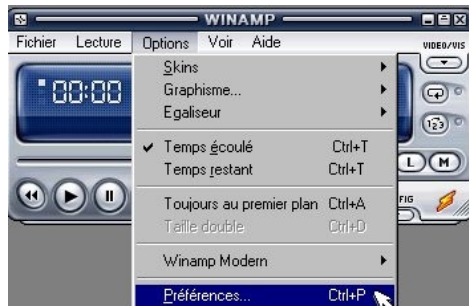 WINAMP
Fichier Lecture Options Voir Aide
VIDEO/VIS
00:00
Skins
Graphisme...
Egaliseur
Temps écoulé Ctrl+T
Temps restant Ctrl+T
L M
Toujours au premier plan Ctrl+A
FIG
Taille double Ctrl+D
Winamp Modern
Préférences... Ctrl+P